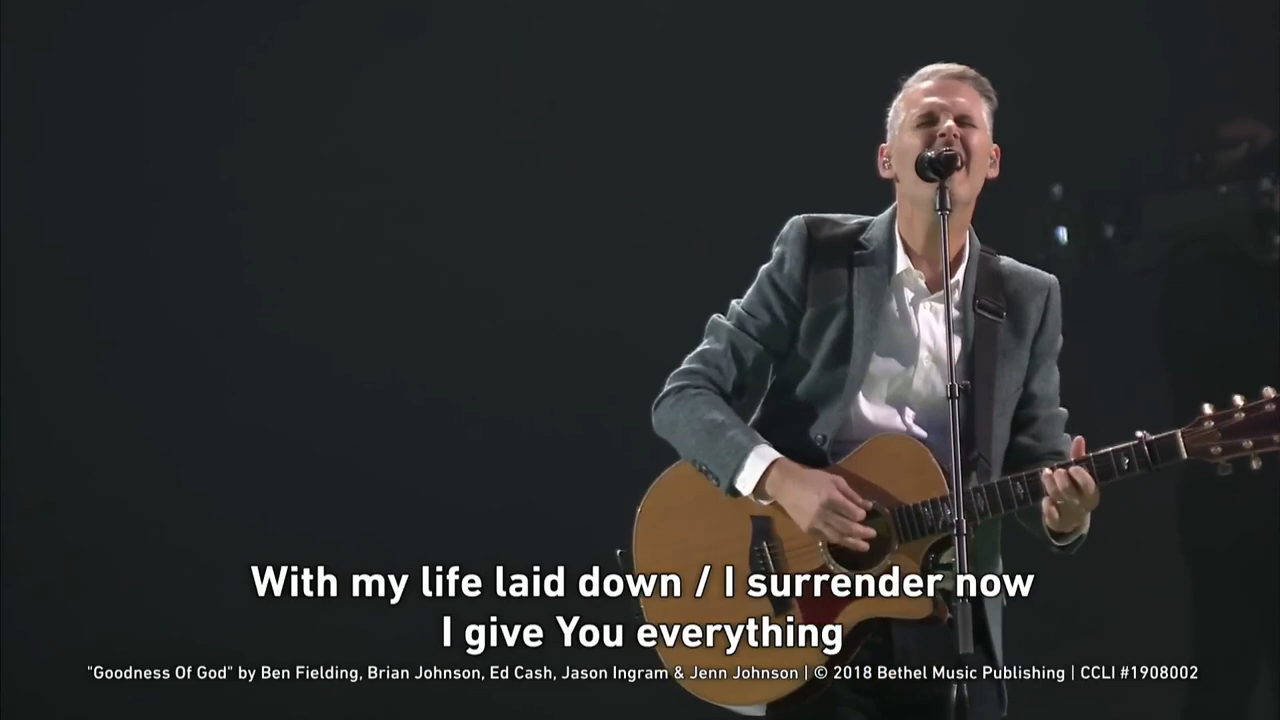 With my life laid down / I surrender now
I give You everything
"Goodness Of God" by Ben Fielding, Brian Johnson, Ed Cash, Jason Ingram & Jenn Johnson | © 2018 Bethel Music Publishing | CCLI #1908002